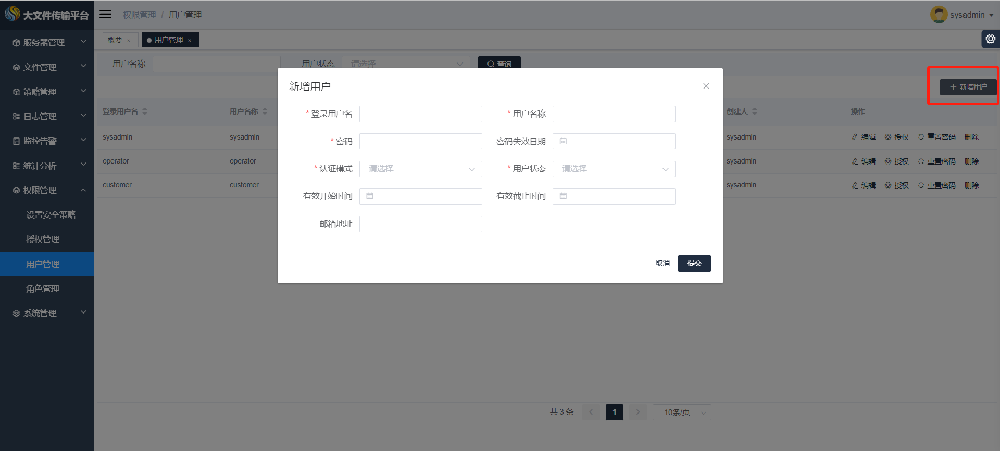 大文件传输平台
权限管理 / 用户管理
sysadmin
概要 ×
用户管理 ×
服务器管理
文件管理
策略管理
日志管理
监控告警
统计分析
权限管理
设置安全策略
授权管理
用户管理
角色管理
系统管理
用户名称
用户状态 请选择
查询
新增用户
登录用户名 用户名称 创建人 操作
sysadmin sysadmin sysadmin 编辑 授权 重置密码 删除
operator operator sysadmin 编辑 授权 重置密码 删除
customer customer sysadmin 编辑 授权 重置密码 删除
新增用户
* 登录用户名 * 用户名称
* 密码 密码失效日期
* 认证模式 请选择 * 用户状态 请选择
有效开始时间 有效截止时间
邮箱地址
取消 提交
共 3 条 1 10条/页